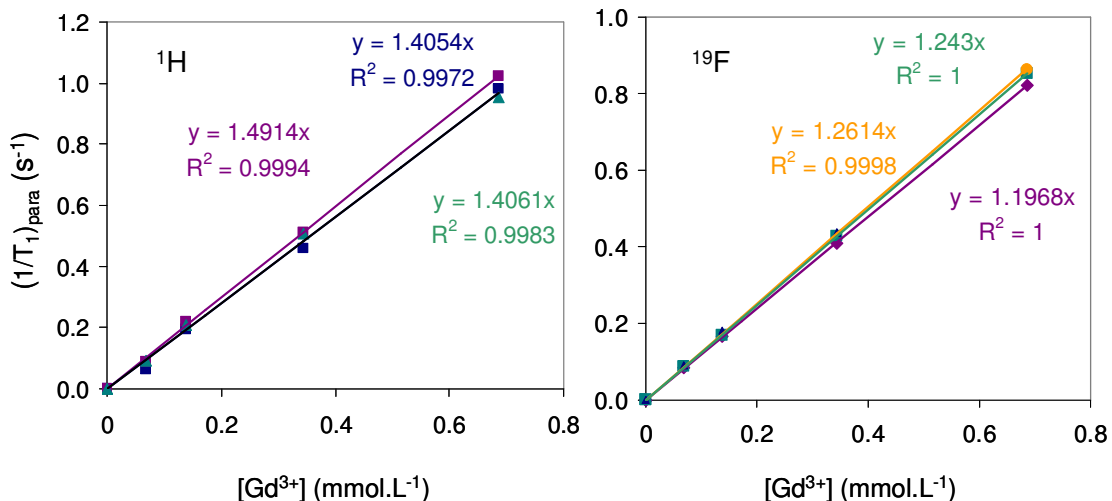 1.2
1.0
0.8
0.6
0.4
0.2
0.0
0
0.2
0.4
0.6
0.8
(1/T₁)para (s⁻¹)
[Gd³⁺] (mmol.L⁻¹)
¹H
y = 1.4054x
R² = 0.9972
y = 1.4914x
R² = 0.9994
y = 1.4061x
R² = 0.9983
1.0
0.8
0.6
0.4
0.2
0.0
0
0.2
0.4
0.6
0.8
[Gd³⁺] (mmol.L⁻¹)
¹⁹F
y = 1.243x
R² = 1
y = 1.2614x
R² = 0.9998
y = 1.1968x
R² = 1